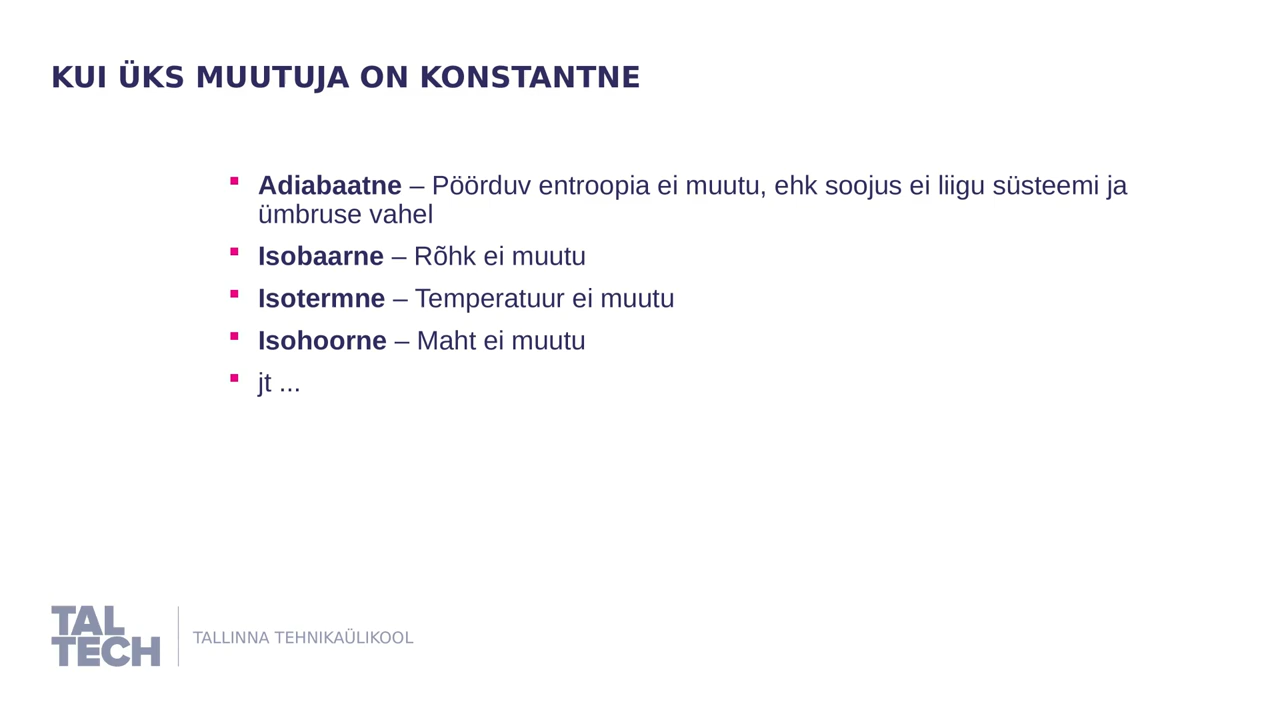 KUI ÜKS MUUTUJA ON KONSTANTNE
Adiabaatne – Pöörduv entroopia ei muutu, ehk soojus ei liigu süsteemi ja
ümbruse vahel
Isobaarne – Rõhk ei muutu
Isotermne – Temperatuur ei muutu
Isohoorne – Maht ei muutu
jt ...
TAL
TECH
TALLINNA TEHNIKAÜLIKOOL